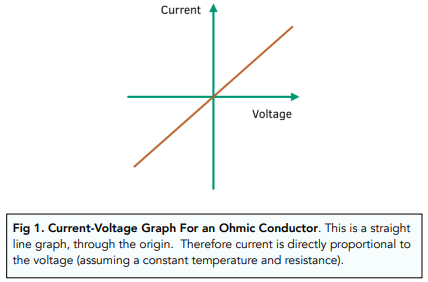 Current
Voltage
Fig 1. Current-Voltage Graph For an Ohmic Conductor. This is a straight
line graph, through the origin.  Therefore current is directly proportional to
the voltage (assuming a constant temperature and resistance).